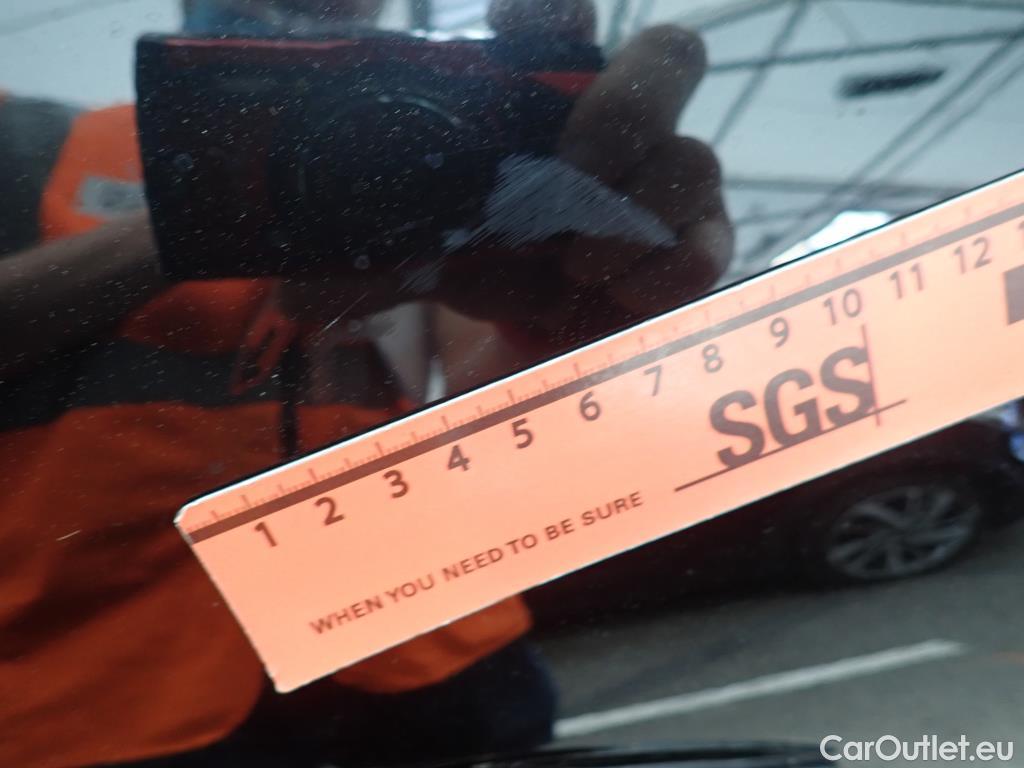 1 2 3 4 5 6 7 8 9 10 11 12
SGS
WHEN YOU NEED TO BE SURE
CarOutlet.eu